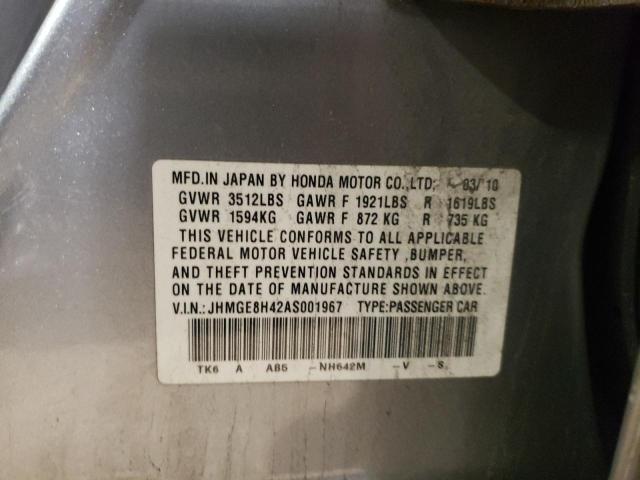 MFD.IN JAPAN BY HONDA MOTOR CO.,LTD; 03/10
GVWR 3512LBS GAWR F 1921LBS R 1619LBS
GVWR 1594KG GAWR F 872 KG R 735 KG
THIS VEHICLE CONFORMS TO ALL APPLICABLE
FEDERAL MOTOR VEHICLE SAFETY ,BUMPER,
AND THEFT PREVENTION STANDARDS IN EFFECT
ON THE DATE OF MANUFACTURE SHOWN ABOVE.
V.I.N.: JHMGE8H42AS001967 TYPE:PASSENGER CAR
TK6 A AB5 -NH642M -V -S